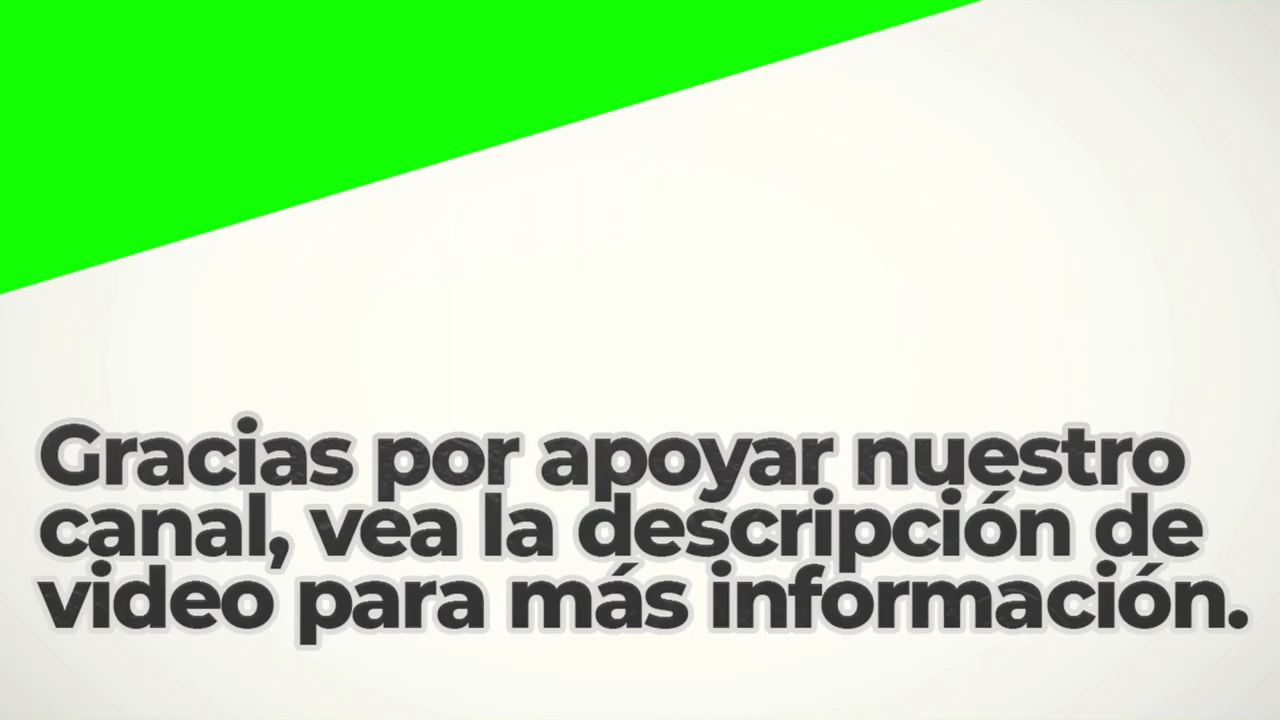 Gracias por apoyar nuestro
canal, vea la descripción de
video para más información.